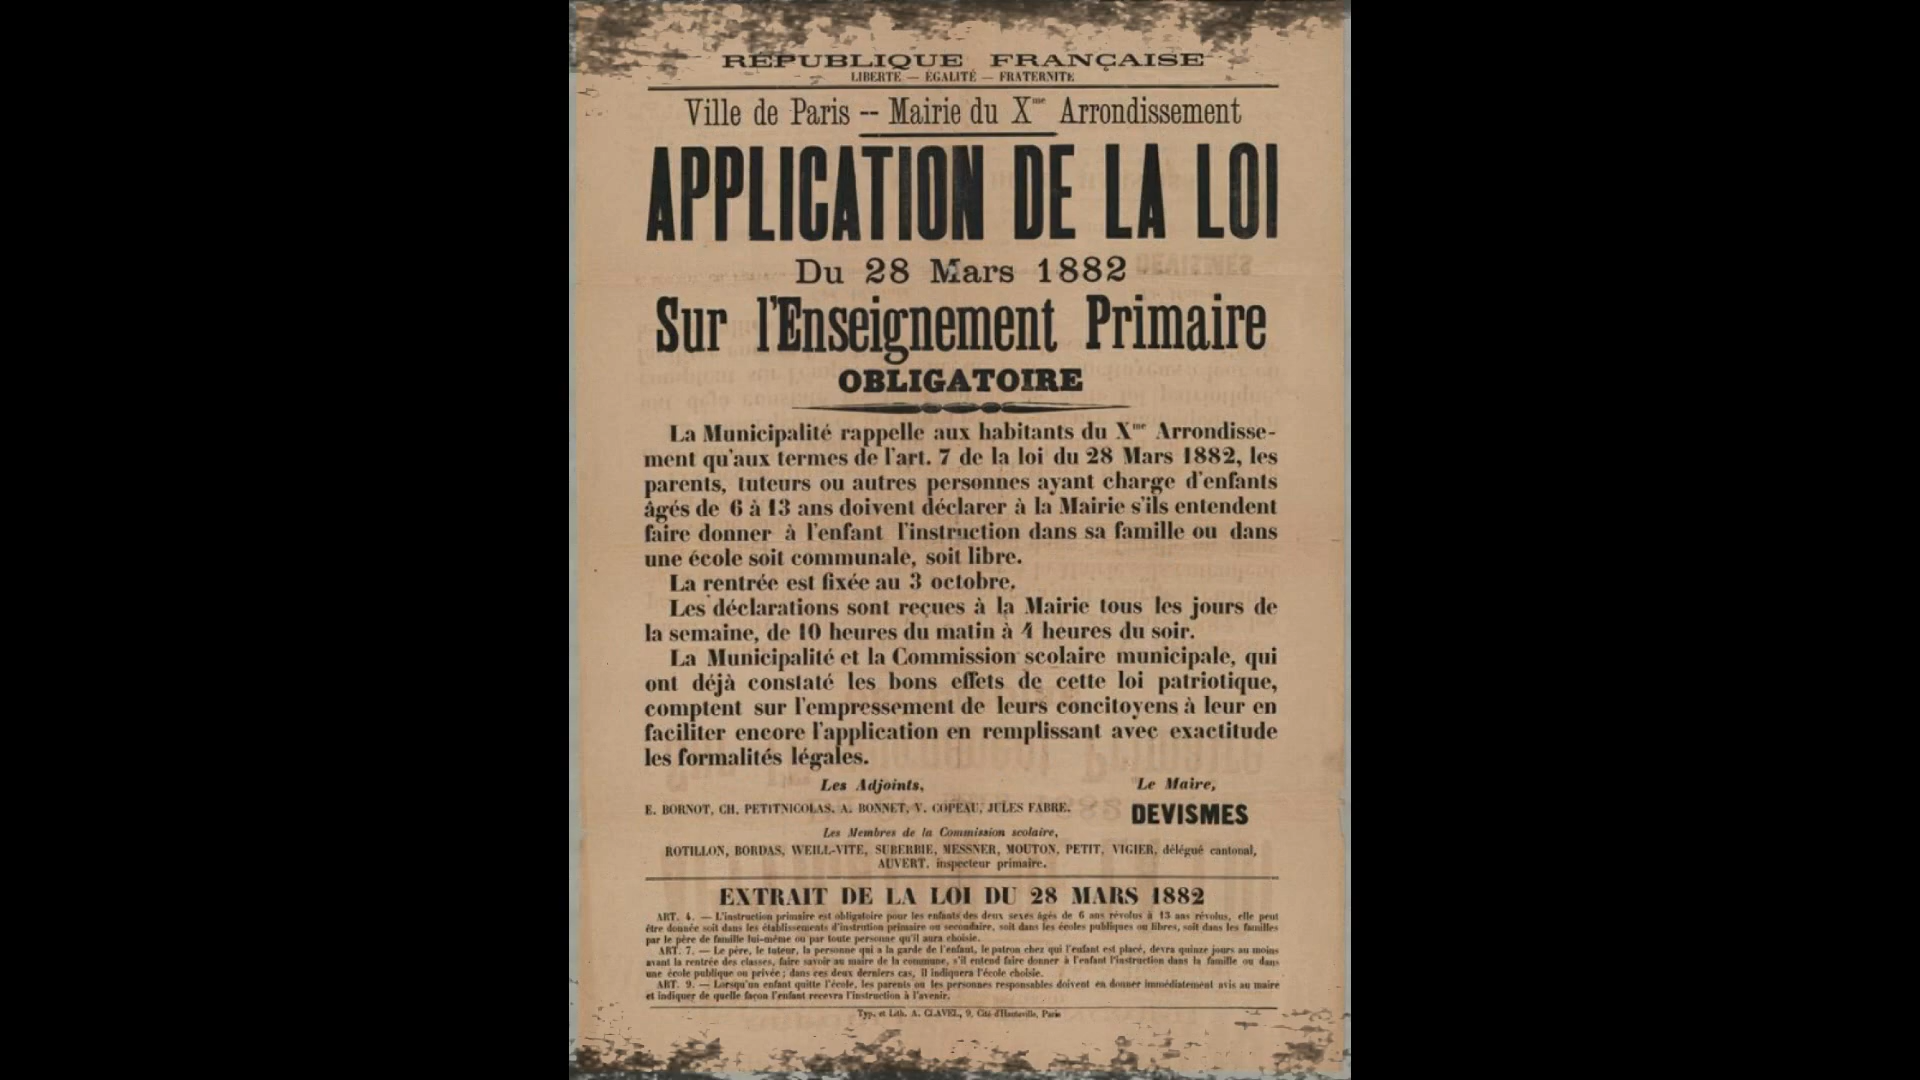 RÉPUBLIQUE FRANÇAISE
LIBERTÉ — ÉGALITÉ — FRATERNITÉ
Ville de Paris -- Mairie du Xme Arrondissement
APPLICATION DE LA LOI
Du 28 Mars 1882
Sur l'Enseignement Primaire
OBLIGATOIRE
La Municipalité rappelle aux habitants du Xme Arrondisse-
ment qu'aux termes de l'art. 7 de la loi du 28 Mars 1882, les
parents, tuteurs ou autres personnes ayant charge d'enfants
âgés de 6 à 13 ans doivent déclarer à la Mairie s'ils entendent
faire donner à l'enfant l'instruction dans sa famille ou dans
une école soit communale, soit libre.
La rentrée est fixée au 3 octobre.
Les déclarations sont reçues à la Mairie tous les jours de
la semaine, de 10 heures du matin à 4 heures du soir.
La Municipalité et la Commission scolaire municipale, qui
ont déjà constaté les bons effets de cette loi patriotique,
comptent sur l'empressement de leurs concitoyens à leur en
faciliter encore l'application en remplissant avec exactitude
les formalités légales.
Les Adjoints,
Le Maire,
E. BORNOT, CH. PETITNICOLAS, A. BONNET, V. COPEAU, JULES FABRE.
DEVISMES
Les Membres de la Commission scolaire,
ROTILLON, BORDAS, WEILL-VITE, SUBERBIE, MESSNER, MOUTON, PETIT, VIGIER, délégué cantonal,
AUVERT, inspecteur primaire.
EXTRAIT DE LA LOI DU 28 MARS 1882
ART. 4. — L'instruction primaire est obligatoire pour les enfants des deux sexes âgés de 6 ans révolus à 13 ans révolus, elle peut
être donnée soit dans les établissements d'instrution primaire ou secondaire, soit dans les écoles publiques ou libres, soit dans les familles
par le père de famille lui-même ou par toute personne qu'il aura choisie.
ART. 7. — Le père, le tuteur, la personne qui a la garde de l'enfant, le patron chez qui l'enfant est placé, devra quinze jours au moins
avant la rentrée des classes, faire savoir au maire de la commune, s'il entend faire donner à l'enfant l'instruction dans la famille ou dans
une école publique ou privée ; dans ces deux derniers cas, il indiquera l'école choisie.
ART. 9. — Lorsqu'un enfant quitte l'école, les parents ou les personnes responsables doivent en donner immédiatement avis au maire
et indiquer de quelle façon l'enfant recevra l'instruction à l'avenir.
Typ. et Lith. A. CLAVEL, 9, Cité d'Hauteville, Paris